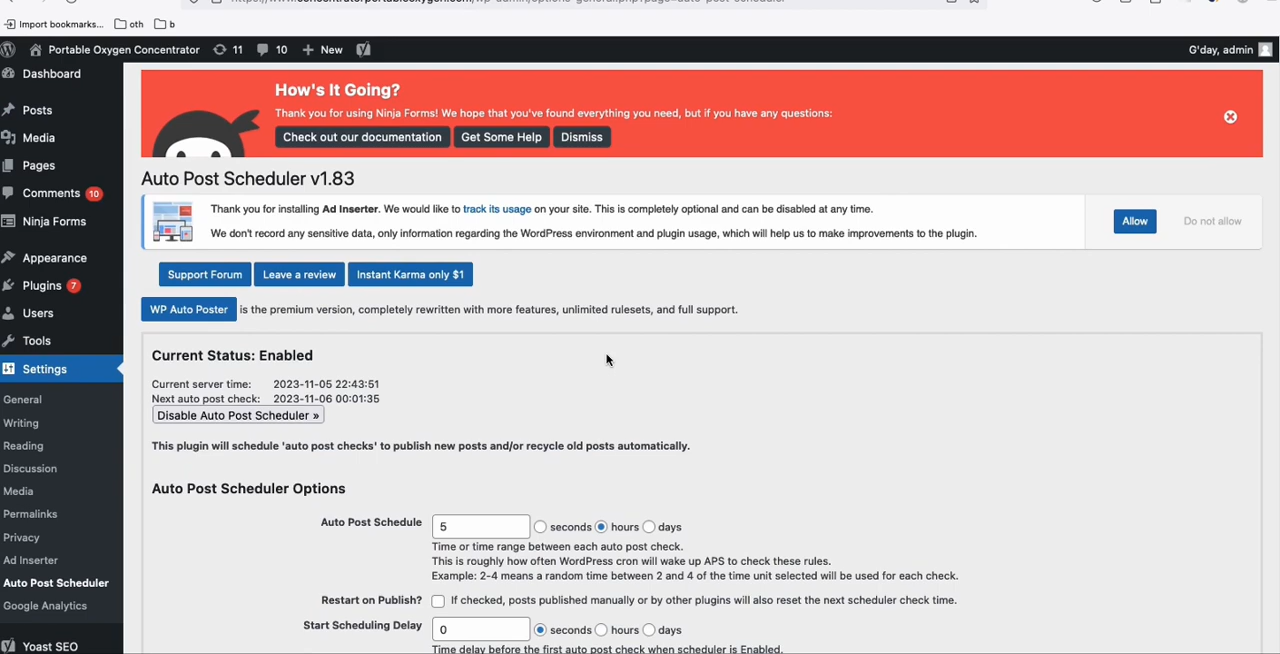 Import bookmarks... oth b
Portable Oxygen Concentrator 11 10 New G'day, admin
Dashboard
Posts
Media
Pages
Comments 10
Ninja Forms
Appearance
Plugins 7
Users
Tools
Settings
General
Writing
Reading
Discussion
Media
Permalinks
Privacy
Ad Inserter
Auto Post Scheduler
Google Analytics
Yoast SEO
How's It Going?
Thank you for using Ninja Forms! We hope that you've found everything you need, but if you have any questions:
Check out our documentation Get Some Help Dismiss
Auto Post Scheduler v1.83
Thank you for installing Ad Inserter. We would like to track its usage on your site. This is completely optional and can be disabled at any time.
We don't record any sensitive data, only information regarding the WordPress environment and plugin usage, which will help us to make improvements to the plugin.
Allow Do not allow
Support Forum Leave a review Instant Karma only $1
WP Auto Poster is the premium version, completely rewritten with more features, unlimited rulesets, and full support.
Current Status: Enabled
Current server time: 2023-11-05 22:43:51
Next auto post check: 2023-11-06 00:01:35
Disable Auto Post Scheduler »
This plugin will schedule 'auto post checks' to publish new posts and/or recycle old posts automatically.
Auto Post Scheduler Options
Auto Post Schedule 5 seconds hours days
Time or time range between each auto post check.
This is roughly how often WordPress cron will wake up APS to check these rules.
Example: 2-4 means a random time between 2 and 4 of the time unit selected will be used for each check.
Restart on Publish? If checked, posts published manually or by other plugins will also reset the next scheduler check time.
Start Scheduling Delay 0 seconds hours days
Time delay before the first auto post check when scheduler is Enabled.